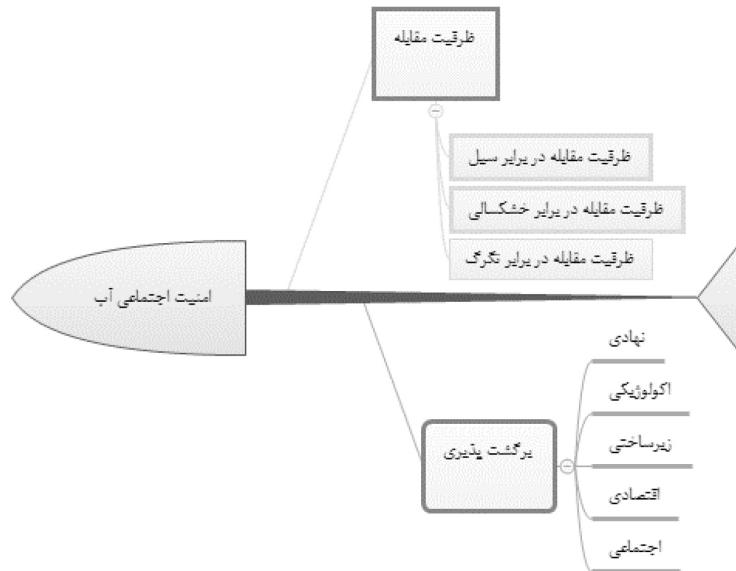 ظرفیت مقابله
ظرفیت مقابله در برابر سیل
ظرفیت مقابله در برابر خشکسالی
ظرفیت مقابله در برابر تگرگ
امنیت اجتماعی آب
نهادی
اکولوژیکی
زیرساختی
برگشت پذیری
اقتصادی
اجتماعی